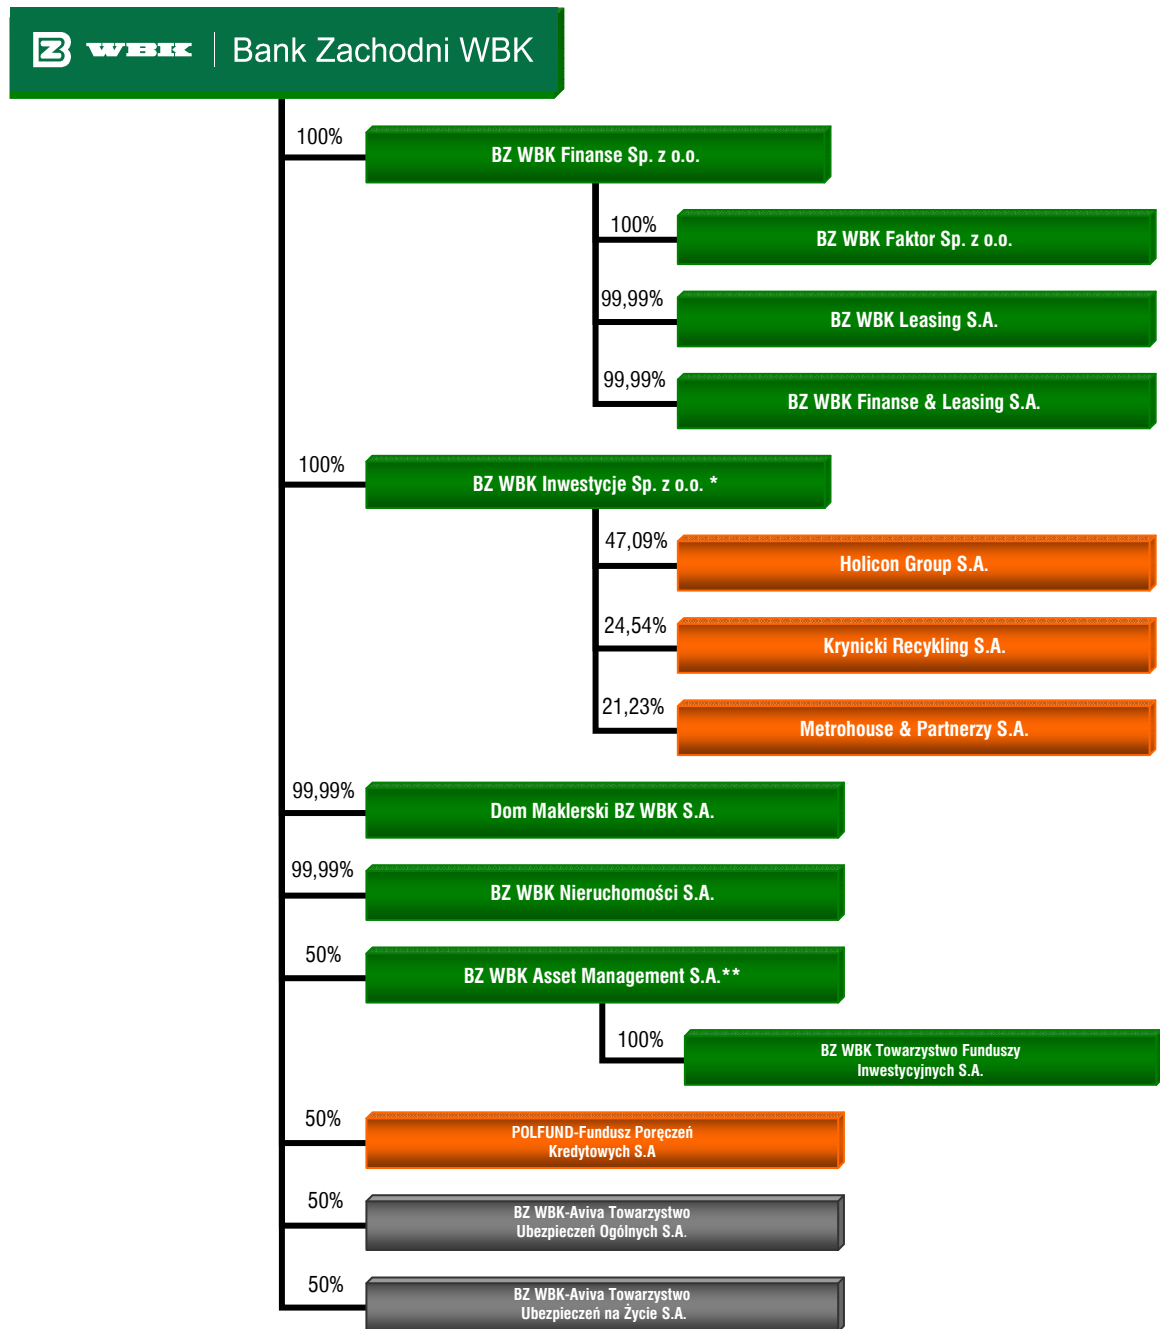 B WBK | Bank Zachodni WBK
100%
BZ WBK Finanse Sp. z o.o.
100%
BZ WBK Faktor Sp. z o.o.
99,99%
BZ WBK Leasing S.A.
99,99%
BZ WBK Finanse & Leasing S.A.
100%
BZ WBK Inwestycje Sp. z o.o. *
47,09%
Holicon Group S.A.
24,54%
Krynicki Recykling S.A.
21,23%
Metrohouse & Partnerzy S.A.
99,99%
Dom Maklerski BZ WBK S.A.
99,99%
BZ WBK Nieruchomości S.A.
50%
BZ WBK Asset Management S.A.**
100%
BZ WBK Towarzystwo Funduszy
Inwestycyjnych S.A.
50%
POLFUND-Fundusz Poręczeń
Kredytowych S.A
50%
BZ WBK-Aviva Towarzystwo
Ubezpieczeń Ogólnych S.A.
50%
BZ WBK-Aviva Towarzystwo
Ubezpieczeń na Życie S.A.